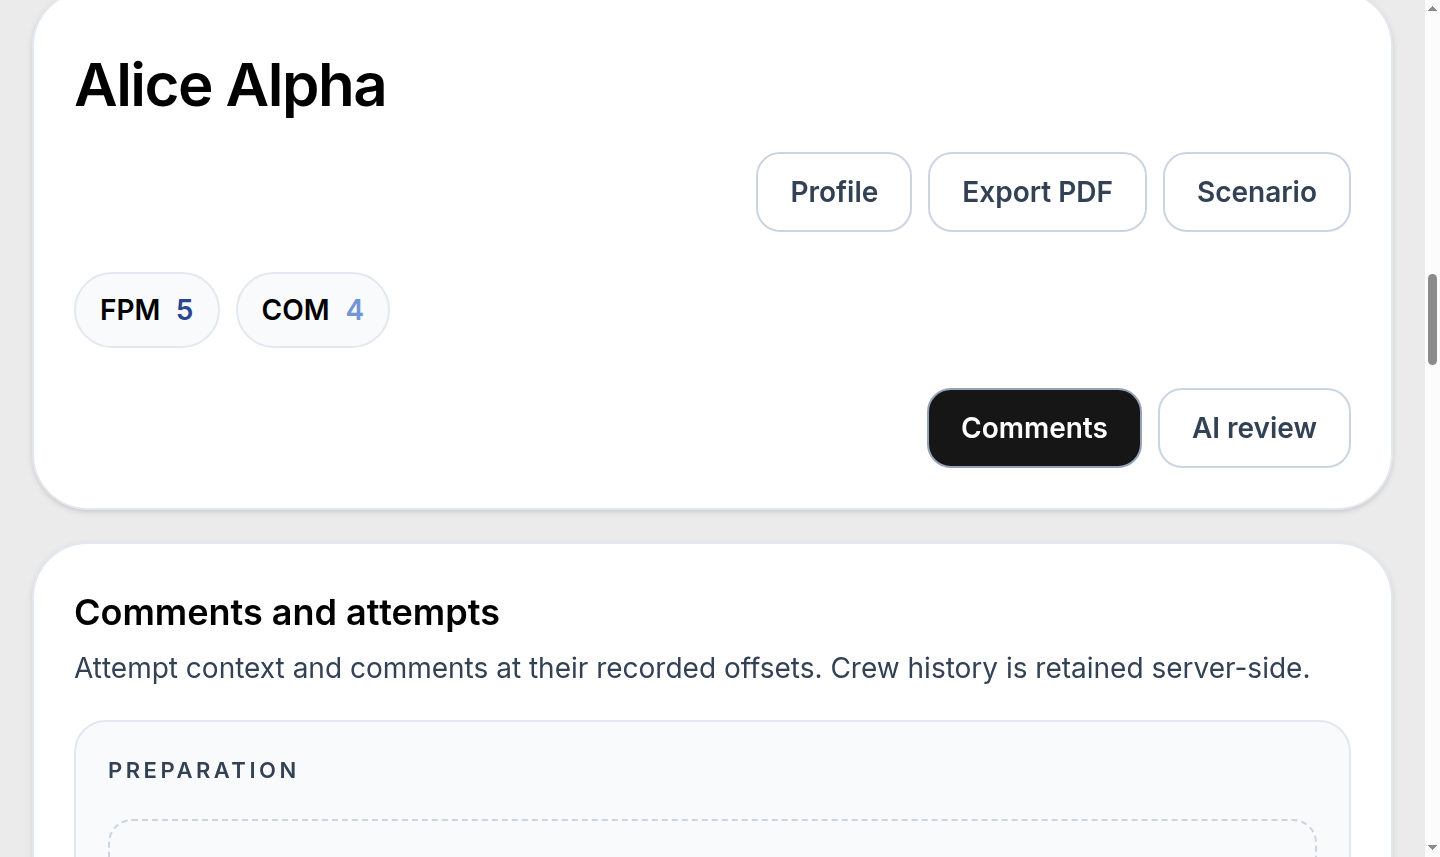 Alice Alpha
Profile Export PDF Scenario
FPM 5 COM 4
Comments AI review
Comments and attempts
Attempt context and comments at their recorded offsets. Crew history is retained server-side.
PREPARATION